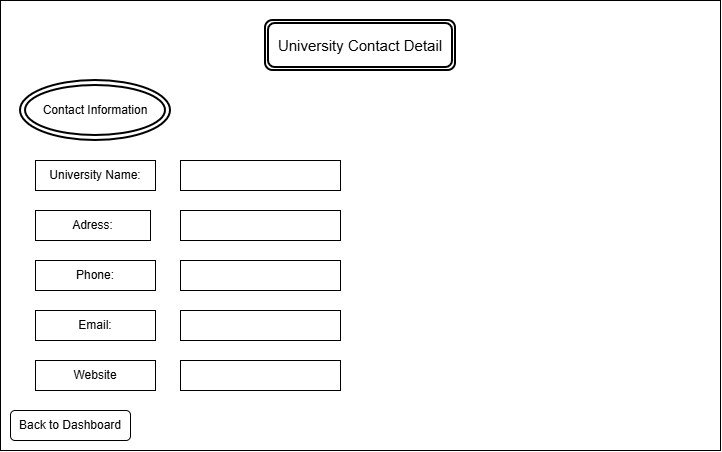 University Contact Detail
Contact Information
University Name:
Adress:
Phone:
Email:
Website
Back to Dashboard